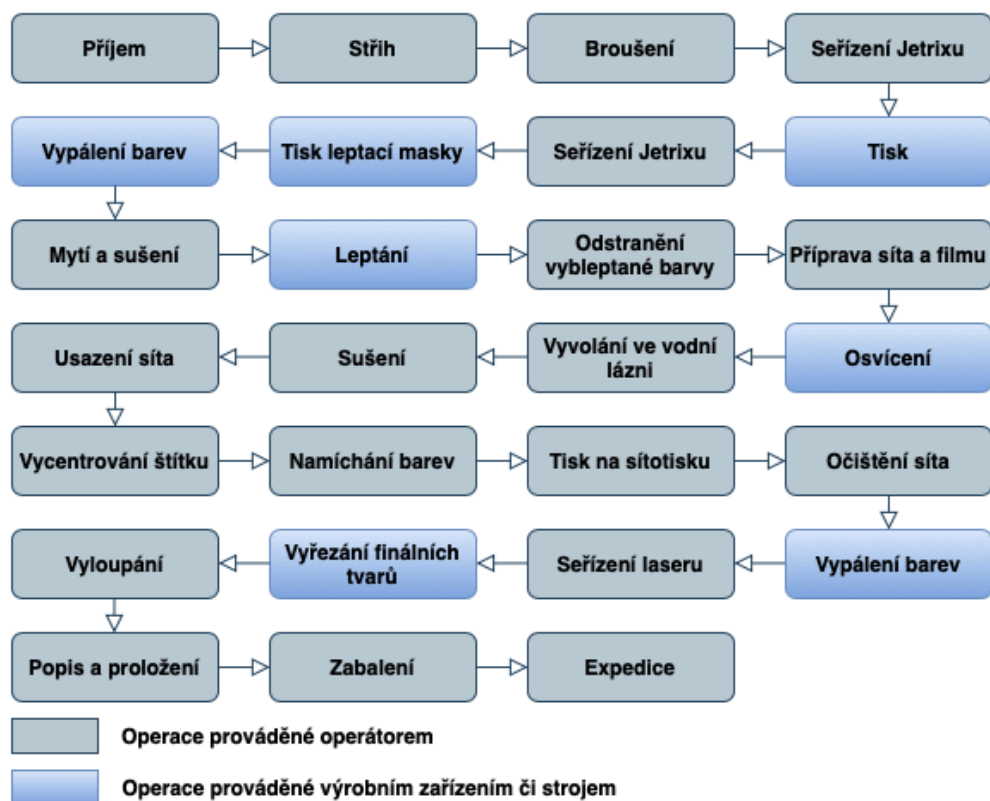 Příjem
Střih
Broušení
Seřízení Jetrixu
Vypálení barev
Tisk leptací masky
Seřízení Jetrixu
Tisk
Mytí a sušení
Leptání
Odstranění
vybleptané barvy
Příprava síta a filmu
Usazení síta
Sušení
Vyvolání ve vodní
lázni
Osvícení
Vycentrování štítku
Namíchání barev
Tisk na sítotisku
Očištění síta
Vyloupání
Vyřezání finálních
tvarů
Seřízení laseru
Vypálení barev
Popis a proložení
Zabalení
Expedice
Operace prováděné operátorem
Operace prováděné výrobním zařízením či strojem